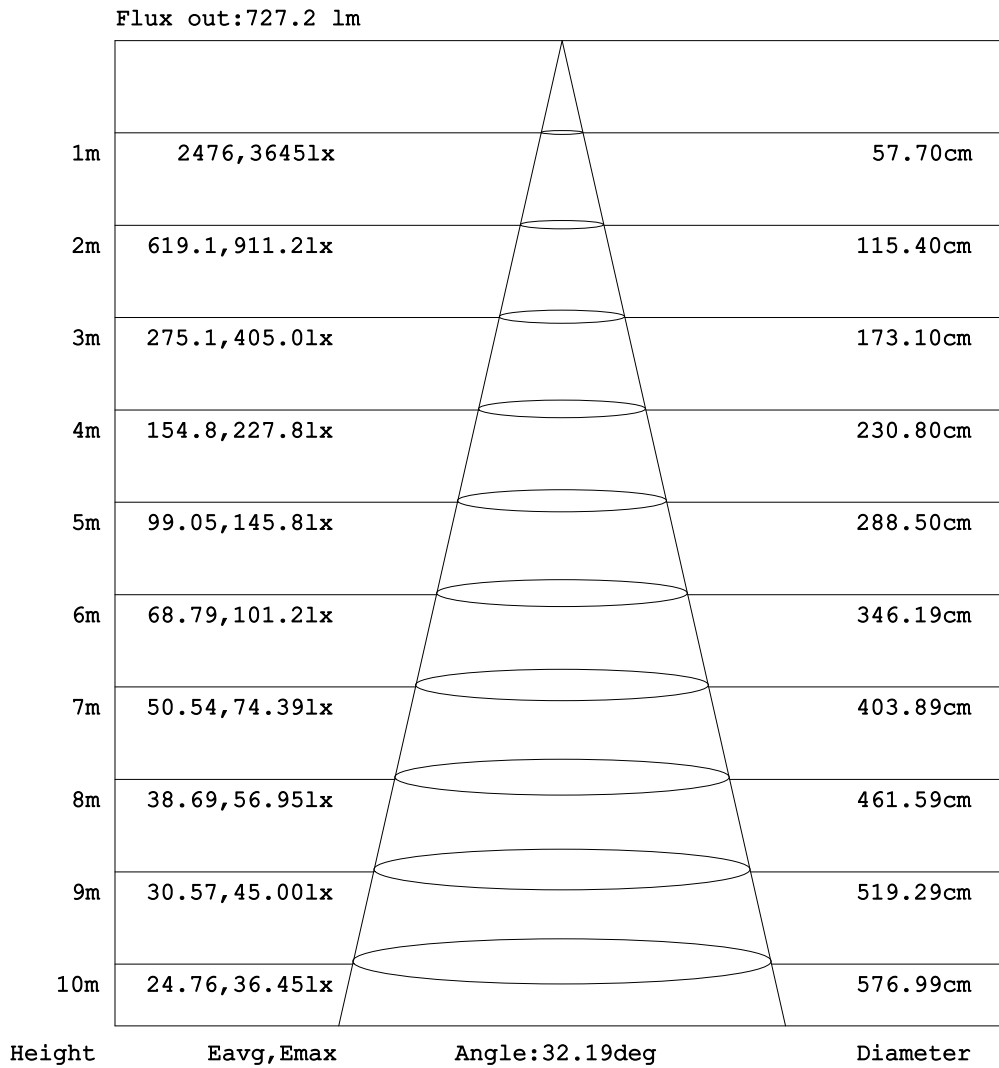 Flux out:727.2 lm
1m 2476,3645lx 57.70cm
2m 619.1,911.2lx 115.40cm
3m 275.1,405.0lx 173.10cm
4m 154.8,227.8lx 230.80cm
5m 99.05,145.8lx 288.50cm
6m 68.79,101.2lx 346.19cm
7m 50.54,74.39lx 403.89cm
8m 38.69,56.95lx 461.59cm
9m 30.57,45.00lx 519.29cm
10m 24.76,36.45lx 576.99cm
Height Eavg,Emax Angle:32.19deg Diameter